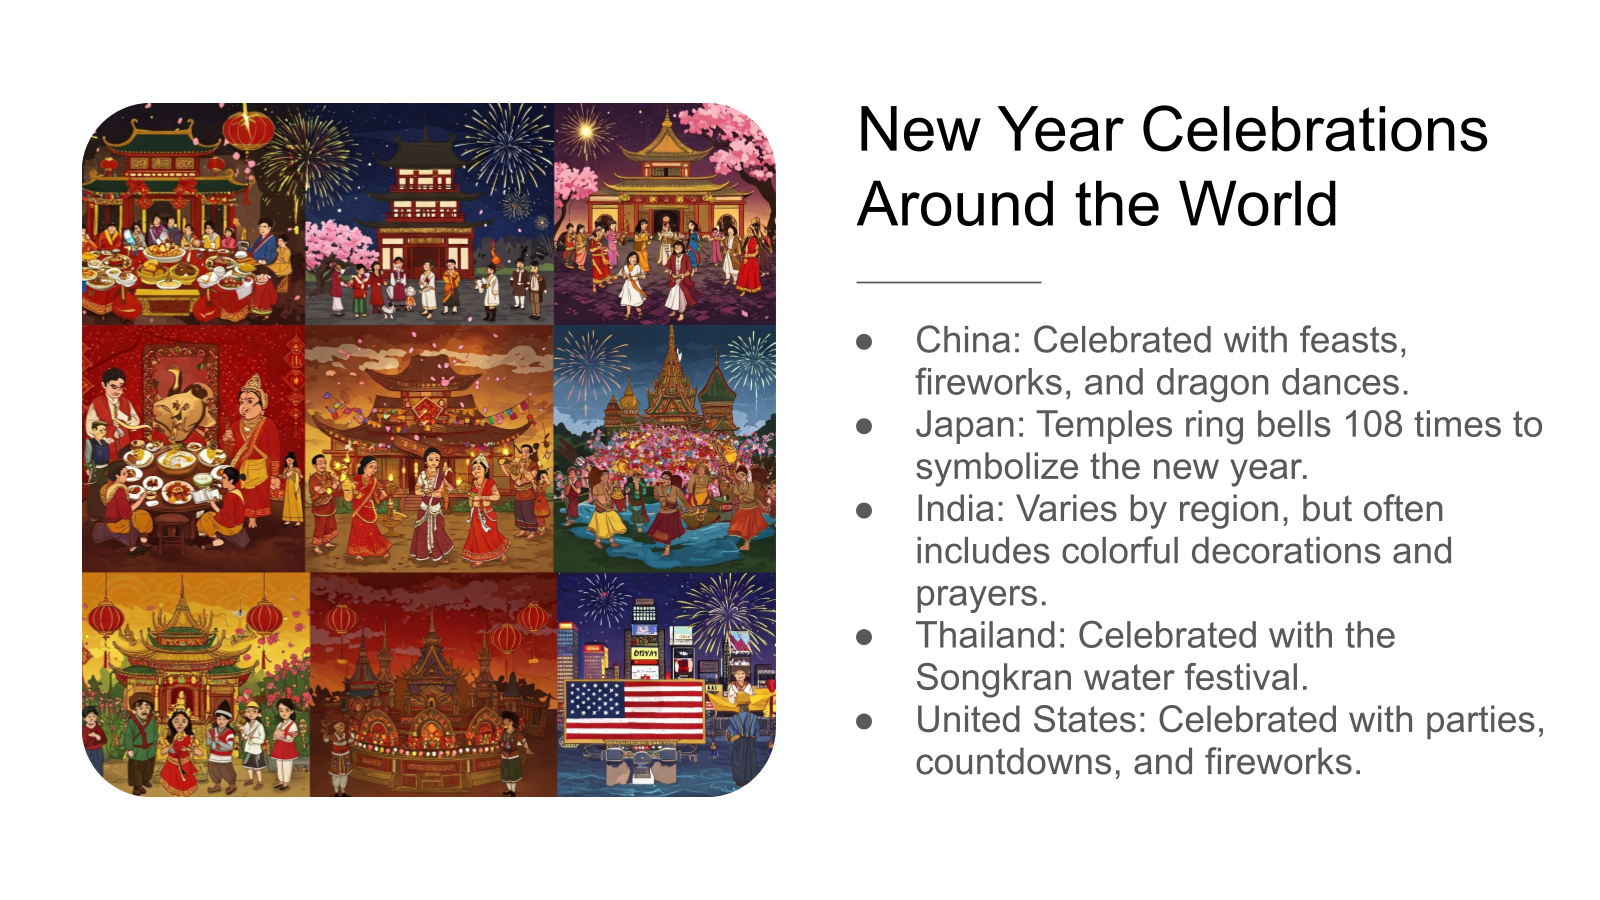 New Year Celebrations
Around the World
● China: Celebrated with feasts,
fireworks, and dragon dances.
● Japan: Temples ring bells 108 times to
symbolize the new year.
● India: Varies by region, but often
includes colorful decorations and
prayers.
● Thailand: Celebrated with the
Songkran water festival.
● United States: Celebrated with parties,
countdowns, and fireworks.